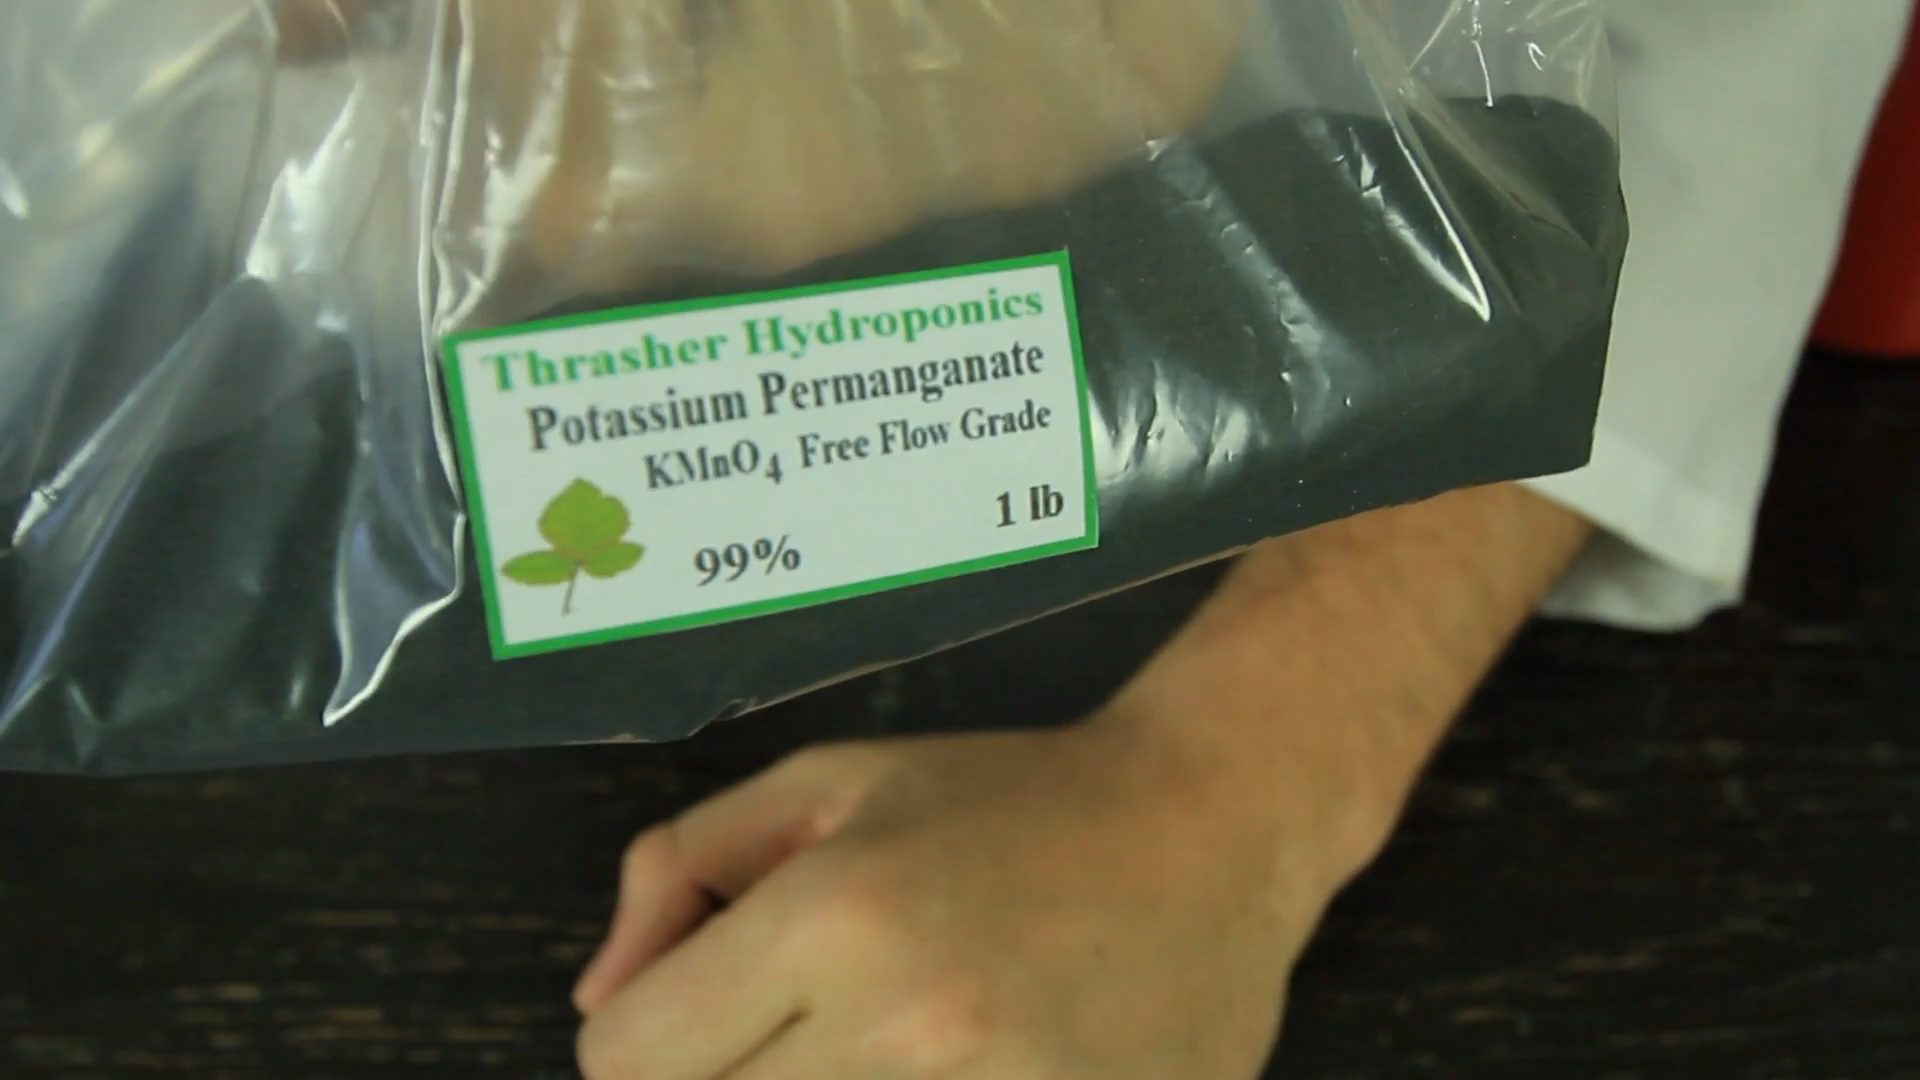 Thrasher Hydroponics
Potassium Permanganate
KMnO₄ Free Flow Grade
1 lb
99%